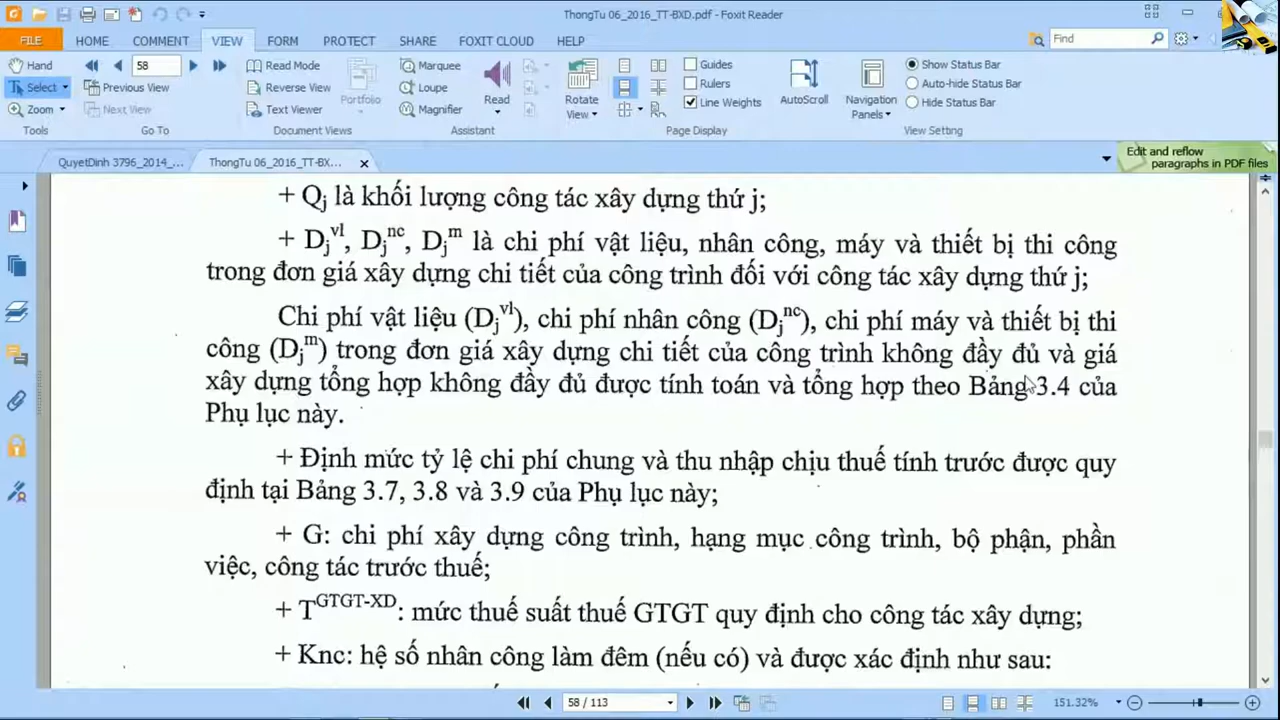 ThongTu 06_2016_TT-BXD.pdf - Foxit Reader
FILE HOME COMMENT VIEW FORM PROTECT SHARE FOXIT CLOUD HELP Find
Hand 58 Read Mode Marquee Guides Show Status Bar
Select Previous View Reverse View Portfolio Loupe Read Rotate View Rulers AutoScroll Navigation Panels Auto-hide Status Bar
Zoom Next View Text Viewer Magnifier Line Weights Hide Status Bar
Tools Go To Document Views Assistant Page Display View Setting
QuyetDinh 3796_2014_... ThongTu 06_2016_TT-BX... Edit and reflow
paragraphs in PDF files
+ Qj là khối lượng công tác xây dựng thứ j;
+ Dj^vl, Dj^nc, Dj^m là chi phí vật liệu, nhân công, máy và thiết bị thi công
trong đơn giá xây dựng chi tiết của công trình đối với công tác xây dựng thứ j;
Chi phí vật liệu (Dj^vl), chi phí nhân công (Dj^nc), chi phí máy và thiết bị thi
công (Dj^m) trong đơn giá xây dựng chi tiết của công trình không đầy đủ và giá
xây dựng tổng hợp không đầy đủ được tính toán và tổng hợp theo Bảng 3.4 của
Phụ lục này.
+ Định mức tỷ lệ chi phí chung và thu nhập chịu thuế tính trước được quy
định tại Bảng 3.7, 3.8 và 3.9 của Phụ lục này;
+ G: chi phí xây dựng công trình, hạng mục công trình, bộ phận, phần
việc, công tác trước thuế;
+ T^GTGT-XD: mức thuế suất thuế GTGT quy định cho công tác xây dựng;
+ Knc: hệ số nhân công làm đêm (nếu có) và được xác định như sau:
58 / 113 151.32%